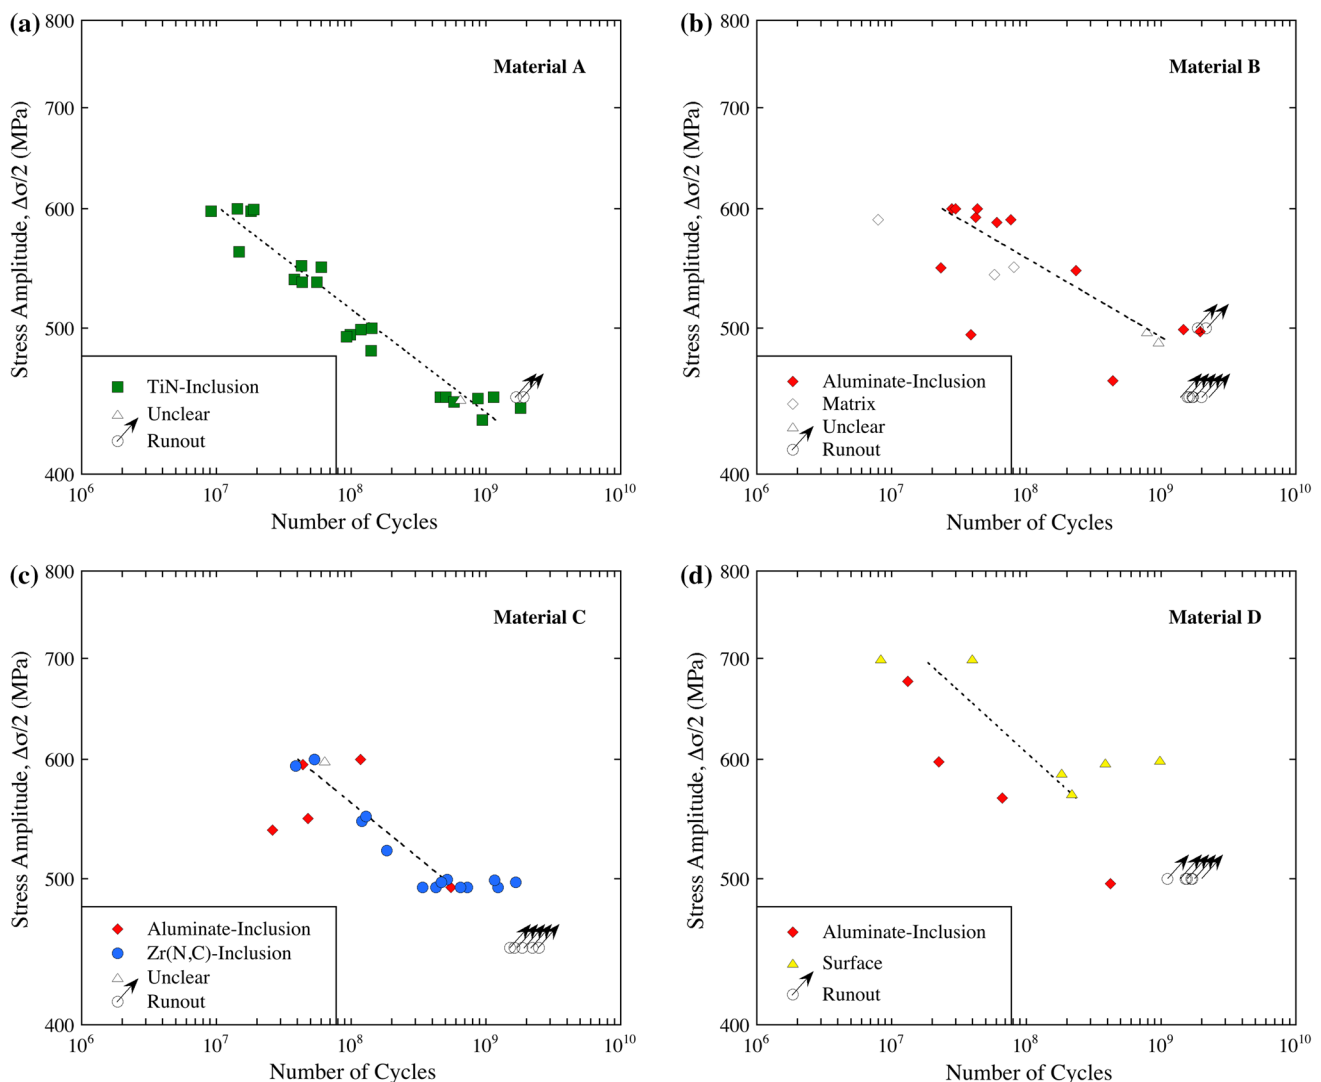 (a)
800
Material A
700
600
500
400
Stress Amplitude, Δσ/2 (MPa)
TiN-Inclusion
Unclear
Runout
10⁶ 10⁷ 10⁸ 10⁹ 10¹⁰
Number of Cycles
(b)
800
Material B
700
600
500
400
Stress Amplitude, Δσ/2 (MPa)
Aluminate-Inclusion
Matrix
Unclear
Runout
10⁶ 10⁷ 10⁸ 10⁹ 10¹⁰
Number of Cycles
(c)
800
Material C
700
600
500
400
Stress Amplitude, Δσ/2 (MPa)
Aluminate-Inclusion
Zr(N,C)-Inclusion
Unclear
Runout
10⁶ 10⁷ 10⁸ 10⁹ 10¹⁰
Number of Cycles
(d)
800
Material D
700
600
500
400
Stress Amplitude, Δσ/2 (MPa)
Aluminate-Inclusion
Surface
Runout
10⁶ 10⁷ 10⁸ 10⁹ 10¹⁰
Number of Cycles